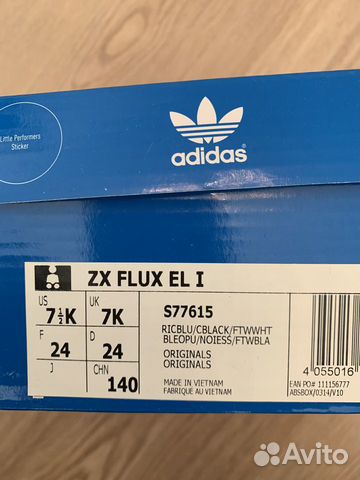 Little Performers
Sticker
adidas
ZX FLUX EL I
US UK
7½K 7K
F D
24 24
J CHN
140
S77615
RICBLU/CBLACK/FTWWHT
BLEOPU/NOIESS/FTWBLA
ORIGINALS
ORIGINALS
MADE IN VIETNAM
FABRIQUE AU VIETNAM
4 055016
EAN PO# 111156777
ABSBOX/0314/V10
Avito